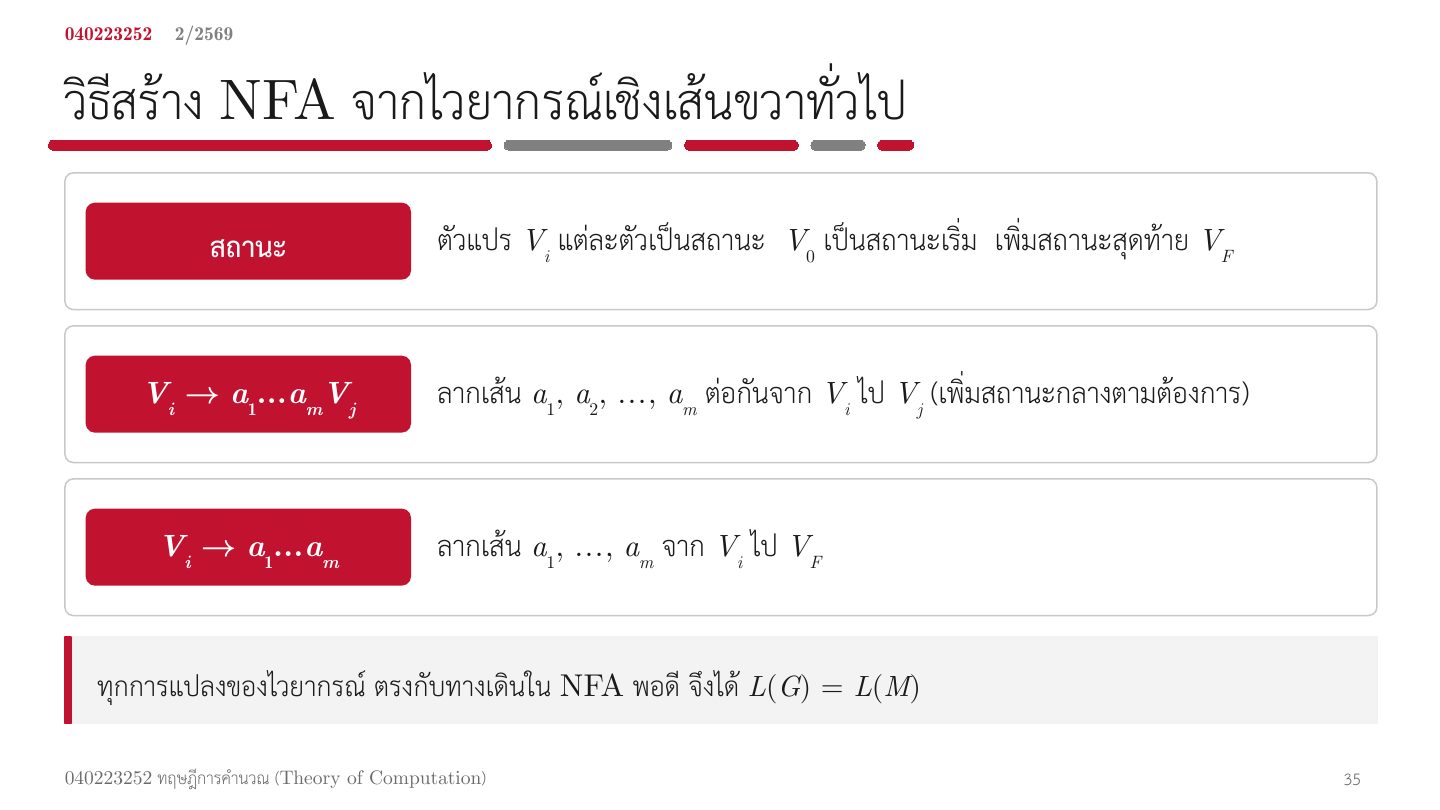 040223252 2/2569
วิธีสร้าง NFA จากไวยากรณ์เชิงเส้นขวาทั่วไป
สถานะ
ตัวแปร V_i แต่ละตัวเป็นสถานะ V_0 เป็นสถานะเริ่ม เพิ่มสถานะสุดท้าย V_F
V_i → a_1…a_m V_j
ลากเส้น a_1, a_2, …, a_m ต่อกันจาก V_i ไป V_j (เพิ่มสถานะกลางตามต้องการ)
V_i → a_1…a_m
ลากเส้น a_1, …, a_m จาก V_i ไป V_F
ทุกการแปลงของไวยากรณ์ ตรงกับทางเดินใน NFA พอดี จึงได้ L(G) = L(M)
040223252 ทฤษฎีการคำนวณ (Theory of Computation)
35